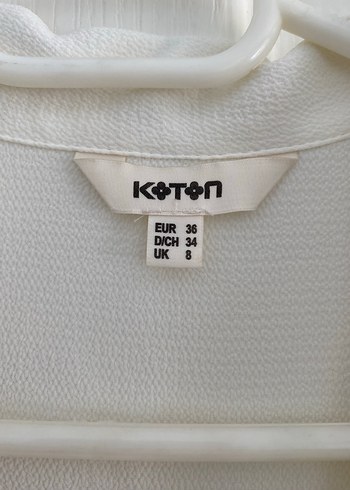 KOTON
EUR 36
D/CH 34
UK 8